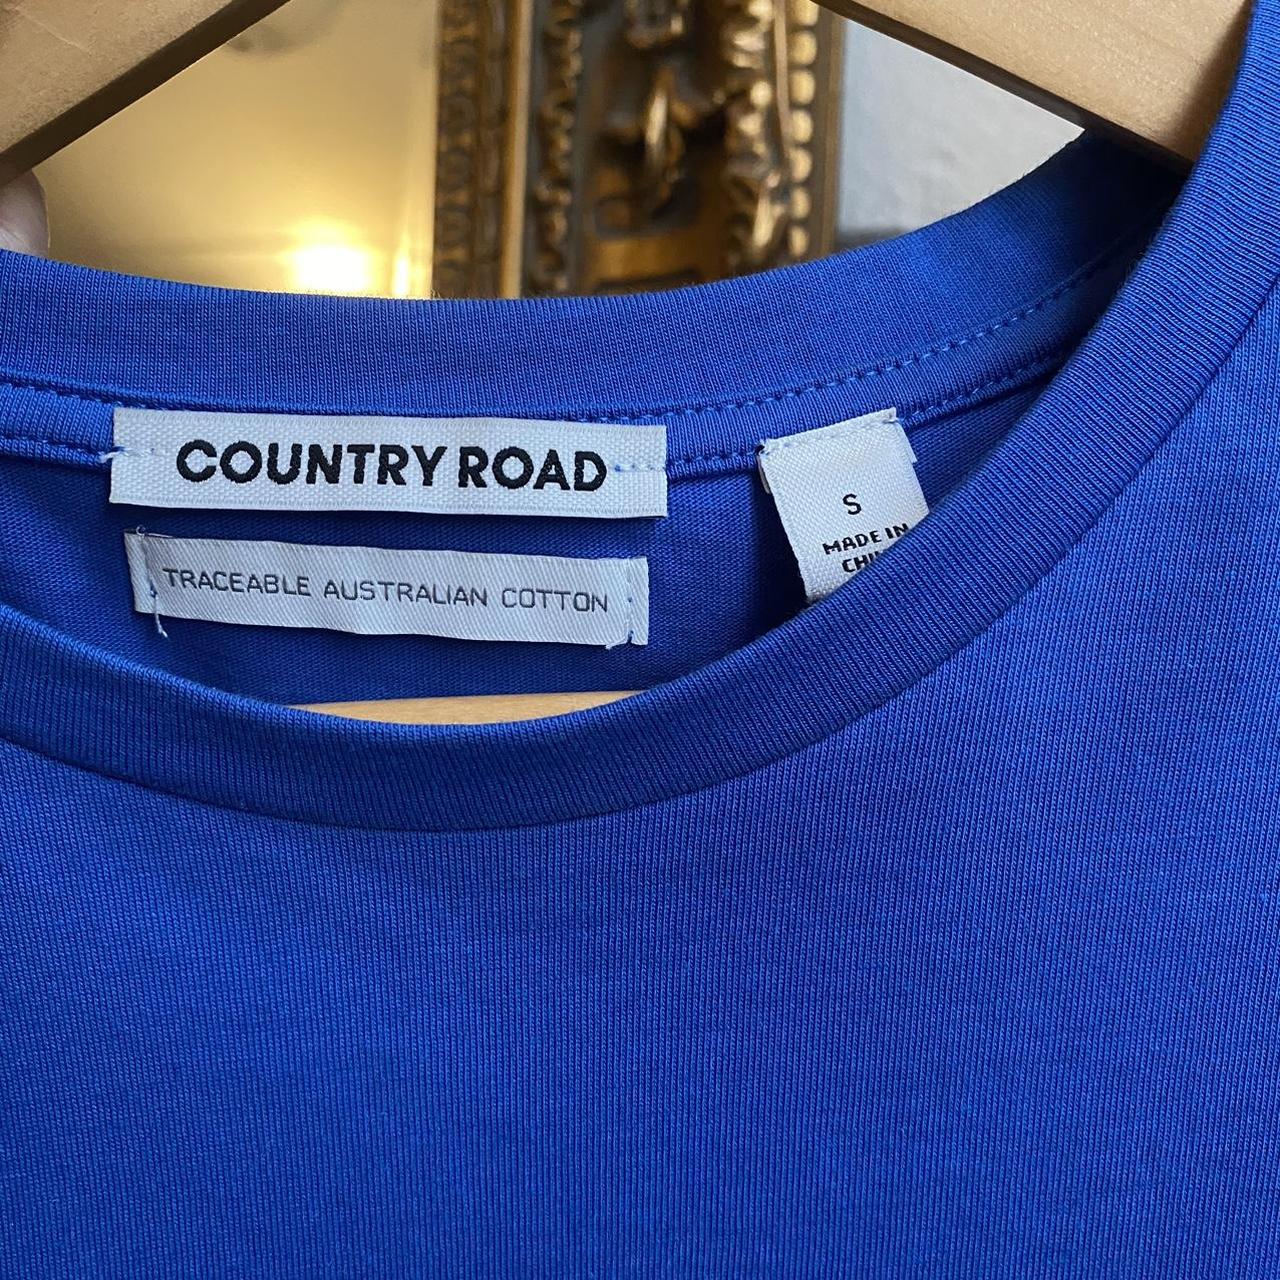 COUNTRY ROAD
TRACEABLE AUSTRALIAN COTTON
S
MADE IN